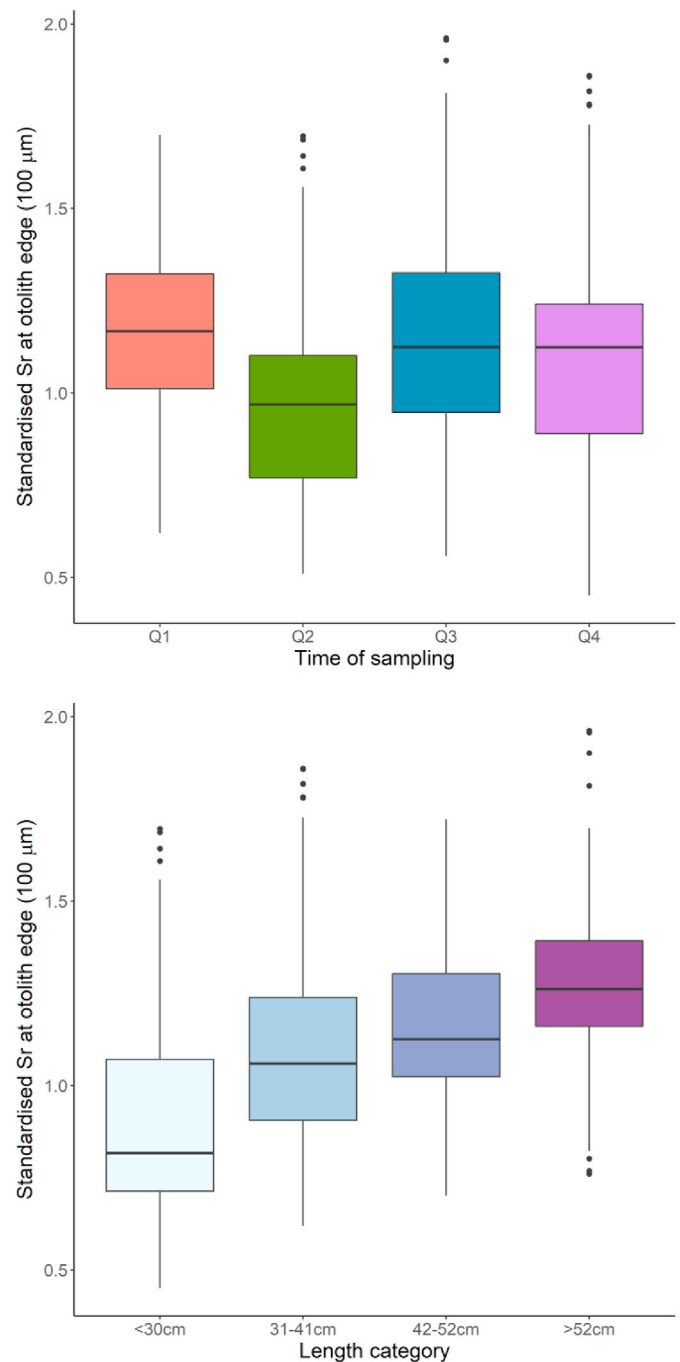 Standardised Sr at otolith edge (100 μm)
2.0
1.5
1.0
0.5
Q1 Q2 Q3 Q4
Time of sampling
Standardised Sr at otolith edge (100 μm)
2.0
1.5
1.0
0.5
<30cm 31-41cm 42-52cm >52cm
Length category